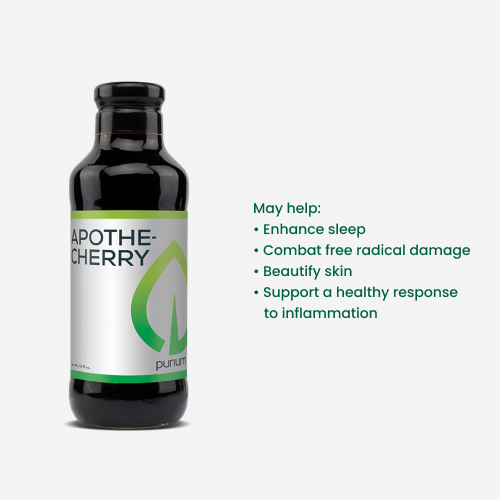 APOTHE-
CHERRY
purium
May help:
• Enhance sleep
• Combat free radical damage
• Beautify skin
• Support a healthy response
to inflammation